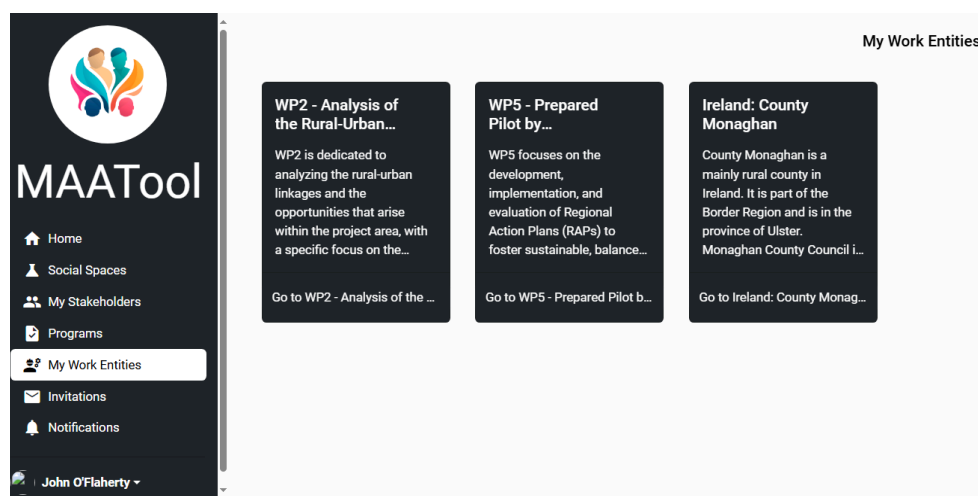 MAATool
Home
Social Spaces
My Stakeholders
Programs
My Work Entities
Invitations
Notifications
John O'Flaherty
My Work Entities
WP2 - Analysis of
the Rural-Urban...
WP2 is dedicated to
analyzing the rural-urban
linkages and the
opportunities that arise
within the project area, with
a specific focus on the...
Go to WP2 - Analysis of the ...
WP5 - Prepared
Pilot by...
WP5 focuses on the
development,
implementation, and
evaluation of Regional
Action Plans (RAPs) to
foster sustainable, balance...
Go to WP5 - Prepared Pilot b...
Ireland: County
Monaghan
County Monaghan is a
mainly rural county in
Ireland. It is part of the
Border Region and is in the
province of Ulster.
Monaghan County Council i...
Go to Ireland: County Monag...